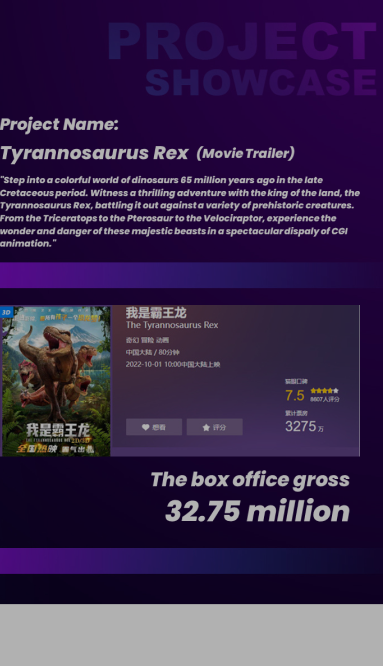 PROJECT
SHOWCASE
Project Name:
Tyrannosaurus Rex (Movie Trailer)
"Step into a colorful world of dinosaurs 65 million years ago in the late
Cretaceous period. Witness a thrilling adventure with the king of the land, the
Tyrannosaurus Rex, battling it out against a variety of prehistoric creatures.
From the Triceratops to the Pterosaur to the Velociraptor, experience the
wonder and danger of these majestic beasts in a spectacular dispaly of CGI
animation."
3D
我是霸王龙
The Tyrannosaurus Rex
奇幻 冒险 动画
中国大陆 / 80分钟
2022-10-01 10:00中国大陆上映
猫眼口碑
7.5
8607人评分
累计票房
3275 万
想看
评分
我是霸王龙
全国热映 霸气出击
The box office gross
32.75 million